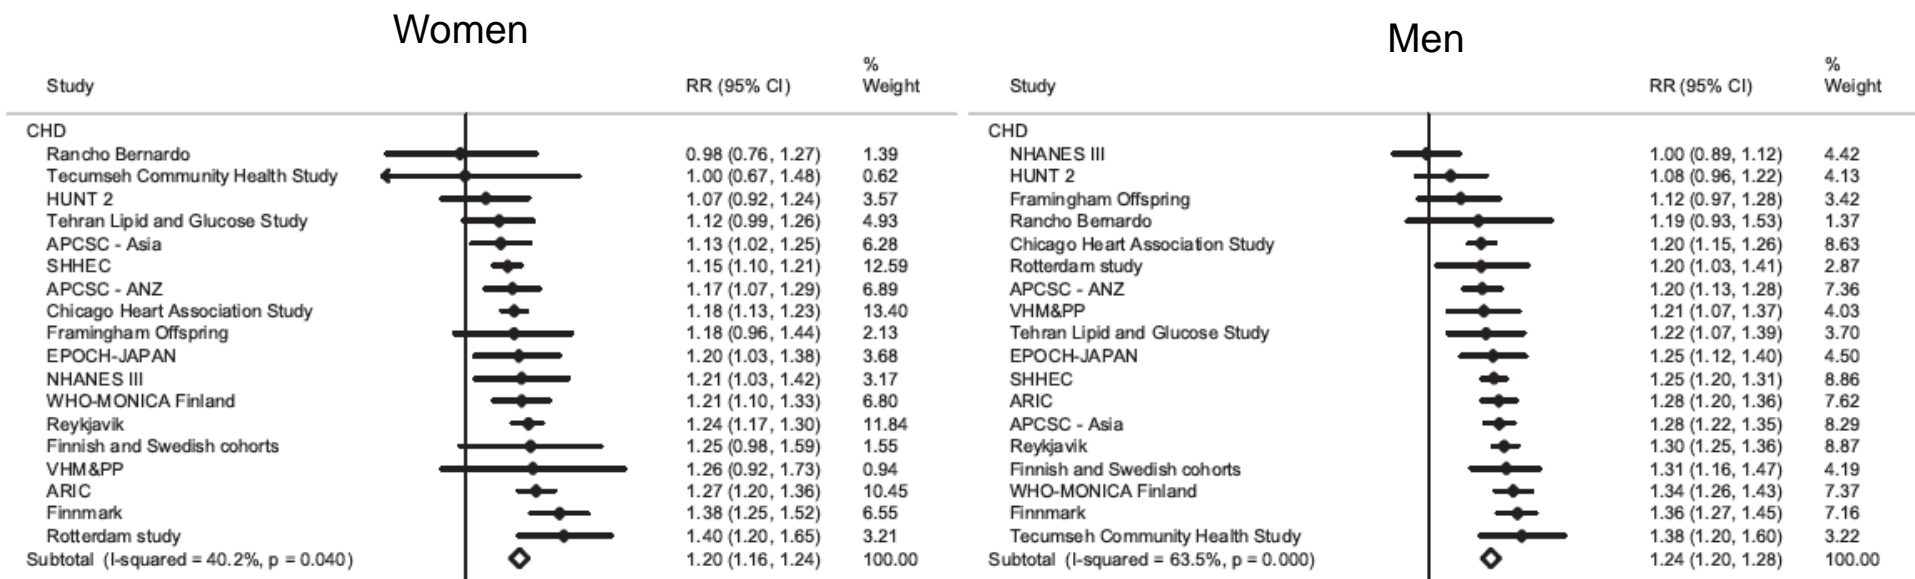 Women
Study RR (95% CI) % Weight
CHD
Rancho Bernardo 0.98 (0.76, 1.27) 1.39
Tecumseh Community Health Study 1.00 (0.67, 1.48) 0.62
HUNT 2 1.07 (0.92, 1.24) 3.57
Tehran Lipid and Glucose Study 1.12 (0.99, 1.26) 4.93
APCSC - Asia 1.13 (1.02, 1.25) 6.28
SHHEC 1.15 (1.10, 1.21) 12.59
APCSC - ANZ 1.17 (1.07, 1.29) 6.89
Chicago Heart Association Study 1.18 (1.13, 1.23) 13.40
Framingham Offspring 1.18 (0.96, 1.44) 2.13
EPOCH-JAPAN 1.20 (1.03, 1.38) 3.68
NHANES III 1.21 (1.03, 1.42) 3.17
WHO-MONICA Finland 1.21 (1.10, 1.33) 6.80
Reykjavik 1.24 (1.17, 1.30) 11.84
Finnish and Swedish cohorts 1.25 (0.98, 1.59) 1.55
VHM&PP 1.26 (0.92, 1.73) 0.94
ARIC 1.27 (1.20, 1.36) 10.45
Finnmark 1.38 (1.25, 1.52) 6.55
Rotterdam study 1.40 (1.20, 1.65) 3.21
Subtotal (I-squared = 40.2%, p = 0.040) 1.20 (1.16, 1.24) 100.00
Men
Study RR (95% CI) % Weight
CHD
NHANES III 1.00 (0.89, 1.12) 4.42
HUNT 2 1.08 (0.96, 1.22) 4.13
Framingham Offspring 1.12 (0.97, 1.28) 3.42
Rancho Bernardo 1.19 (0.93, 1.53) 1.37
Chicago Heart Association Study 1.20 (1.15, 1.26) 8.63
Rotterdam study 1.20 (1.03, 1.41) 2.87
APCSC - ANZ 1.20 (1.13, 1.28) 7.36
VHM&PP 1.21 (1.07, 1.37) 4.03
Tehran Lipid and Glucose Study 1.22 (1.07, 1.39) 3.70
EPOCH-JAPAN 1.25 (1.12, 1.40) 4.50
SHHEC 1.25 (1.20, 1.31) 8.86
ARIC 1.28 (1.20, 1.36) 7.62
APCSC - Asia 1.28 (1.22, 1.35) 8.29
Reykjavik 1.30 (1.25, 1.36) 8.87
Finnish and Swedish cohorts 1.31 (1.16, 1.47) 4.19
WHO-MONICA Finland 1.34 (1.26, 1.43) 7.37
Finnmark 1.36 (1.27, 1.45) 7.16
Tecumseh Community Health Study 1.38 (1.20, 1.60) 3.22
Subtotal (I-squared = 63.5%, p = 0.000) 1.24 (1.20, 1.28) 100.00